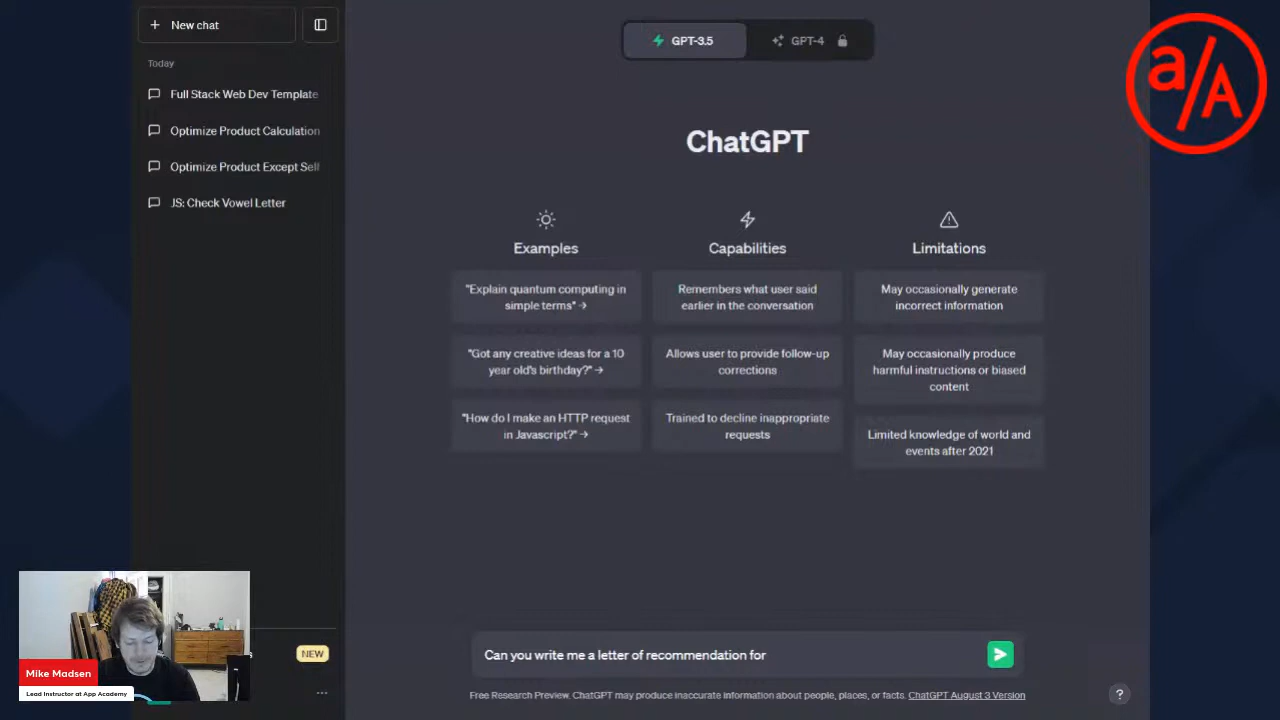 New chat
Today
Full Stack Web Dev Template
Optimize Product Calculation
Optimize Product Except Self
JS: Check Vowel Letter
GPT-3.5
GPT-4
ChatGPT
Examples
"Explain quantum computing in
simple terms" →
"Got any creative ideas for a 10
year old's birthday?" →
"How do I make an HTTP request
in Javascript?" →
Capabilities
Remembers what user said
earlier in the conversation
Allows user to provide follow-up
corrections
Trained to decline inappropriate
requests
Limitations
May occasionally generate
incorrect information
May occasionally produce
harmful instructions or biased
content
Limited knowledge of world and
events after 2021
Can you write me a letter of recommendation for
Free Research Preview. ChatGPT may produce inaccurate information about people, places, or facts. ChatGPT August 3 Version
?
NEW
Mike Madsen
Lead Instructor at App Academy
a/A